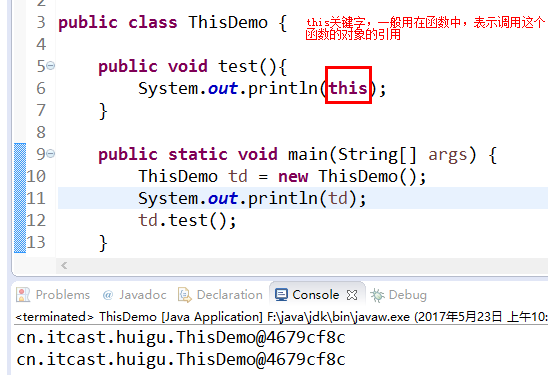 2
3 public class ThisDemo {
this关键字，一般用在函数中，表示调用这个
函数的对象的引用
4
5 public void test(){
6 System.out.println(this);
7 }
8
9 public static void main(String[] args) {
10 ThisDemo td = new ThisDemo();
11 System.out.println(td);
12 td.test();
13 }
Problems @ Javadoc Declaration Console Debug
<terminated> ThisDemo [Java Application] F:\java\jdk\bin\javaw.exe (2017年5月23日 上午10:
cn.itcast.huigu.ThisDemo@4679cf8c
cn.itcast.huigu.ThisDemo@4679cf8c